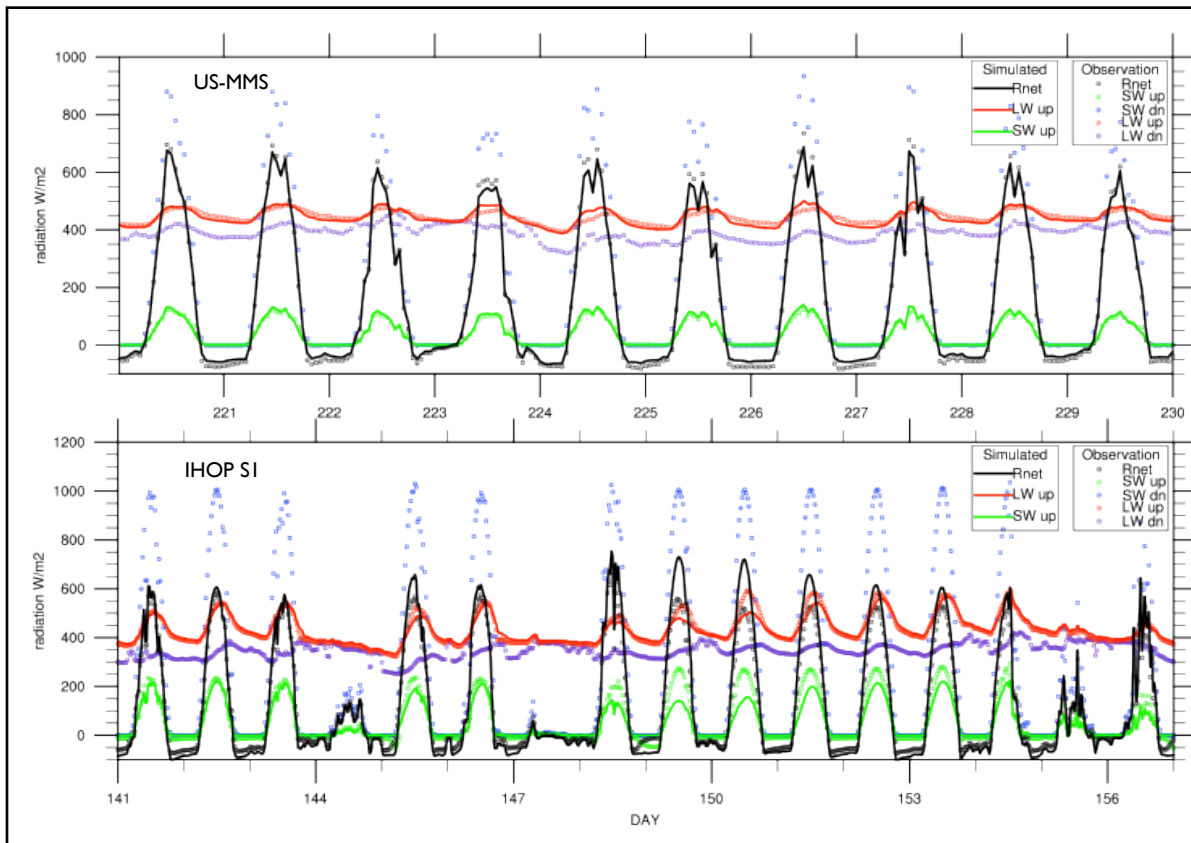 1000
US-MMS
Simulated
Observation
Rnet
Rnet
SW up
LW up
SW dn
LW up
SW up
LW dn
800
600
radiation W/m2
400
200
0
221 222 223 224 225 226 227 228 229 230
1200
IHOP S1
Simulated
Observation
Rnet
Rnet
SW up
LW up
SW dn
LW up
SW up
LW dn
1000
800
600
radiation W/m2
400
200
0
141 144 147 150 153 156
DAY